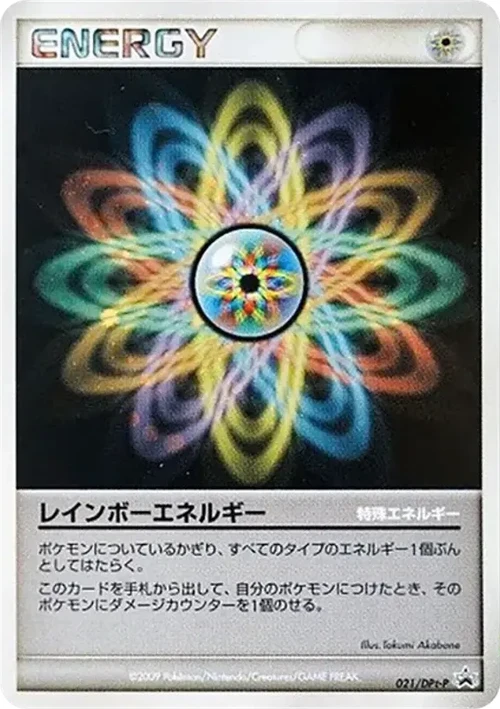 ENERGY
レインボーエネルギー 特殊エネルギー
ポケモンについているかぎり、すべてのタイプのエネルギー1個ぶん
としてはたらく。
このカードを手札から出して、自分のポケモンにつけたとき、その
ポケモンにダメージカウンターを1個のせる。
Illus. Takumi Akabane
©2009 Pokémon/Nintendo/Creatures/GAME FREAK. 021/DPt-P